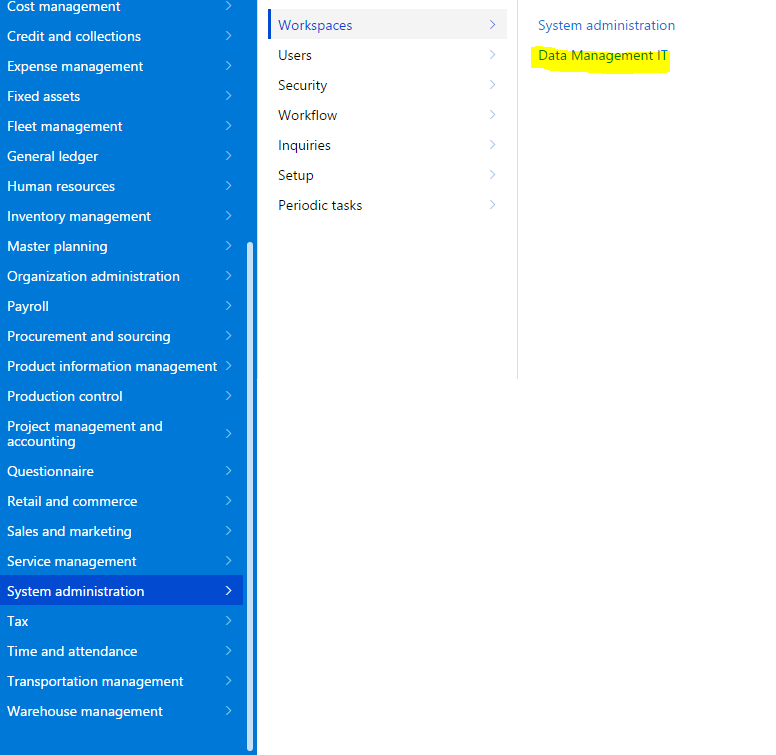 Cost management
Credit and collections
Expense management
Fixed assets
Fleet management
General ledger
Human resources
Inventory management
Master planning
Organization administration
Payroll
Procurement and sourcing
Product information management
Production control
Project management and
accounting
Questionnaire
Retail and commerce
Sales and marketing
Service management
System administration
Tax
Time and attendance
Transportation management
Warehouse management
Workspaces
Users
Security
Workflow
Inquiries
Setup
Periodic tasks
System administration
Data Management IT